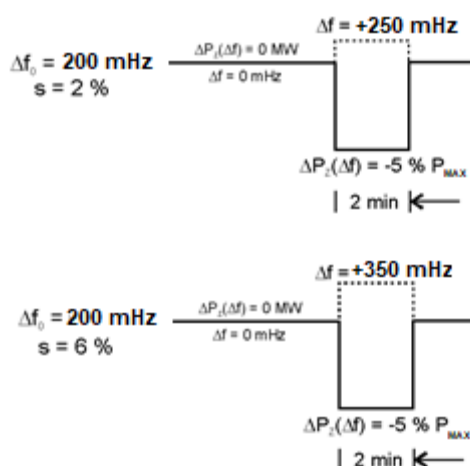 Δf = +250 mHz
Δf₀ = 200 mHz
s = 2 %
ΔP₂(Δf) = 0 MW
Δf = 0 mHz
ΔP₂(Δf) = -5 % P_MAX
2 min
Δf = +350 mHz
Δf₀ = 200 mHz
s = 6 %
ΔP₂(Δf) = 0 MW
Δf = 0 mHz
ΔP₂(Δf) = -5 % P_MAX
2 min